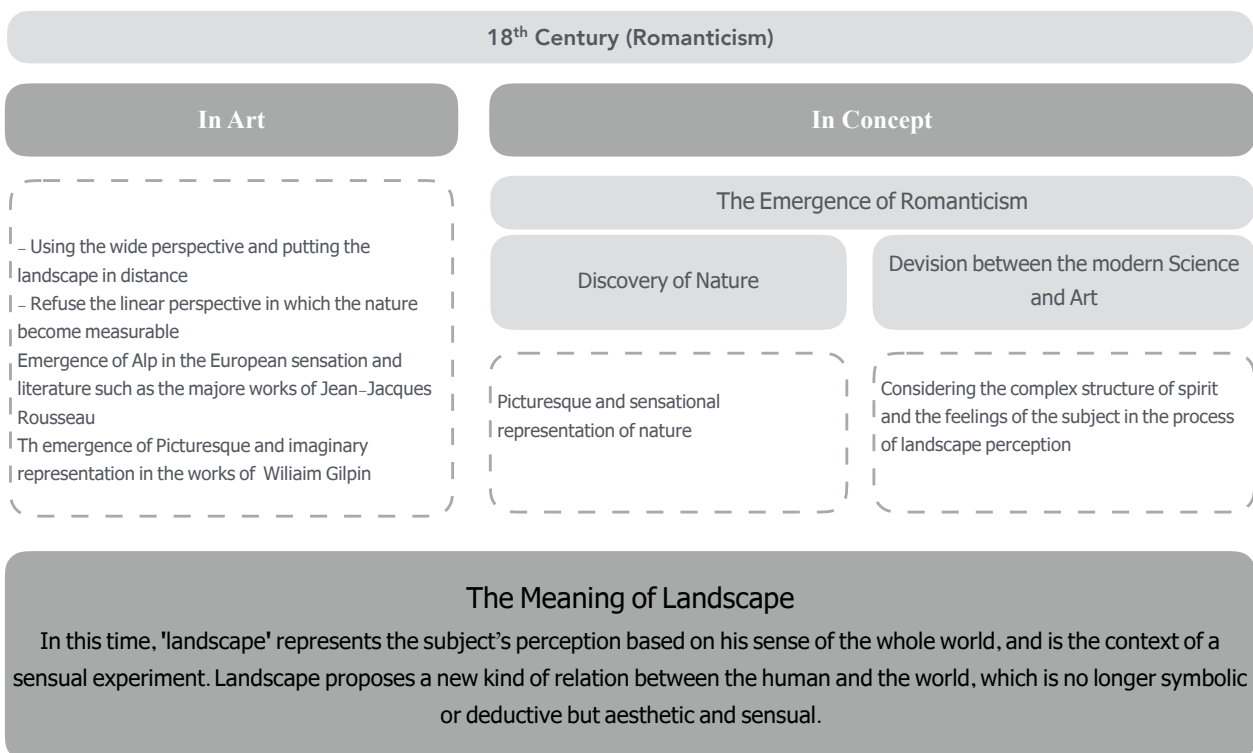 18th Century (Romanticism)
In Art
In Concept
– Using the wide perspective and putting the
landscape in distance
– Refuse the linear perspective in which the nature
become measurable
Emergence of Alp in the European sensation and
literature such as the majore works of Jean–Jacques
Rousseau
Th emergence of Picturesque and imaginary
representation in the works of Wiliaim Gilpin
The Emergence of Romanticism
Discovery of Nature
Devision between the modern Science
and Art
Picturesque and sensational
representation of nature
Considering the complex structure of spirit
and the feelings of the subject in the process
of landscape perception
The Meaning of Landscape
In this time, 'landscape' represents the subject’s perception based on his sense of the whole world, and is the context of a
sensual experiment. Landscape proposes a new kind of relation between the human and the world, which is no longer symbolic
or deductive but aesthetic and sensual.